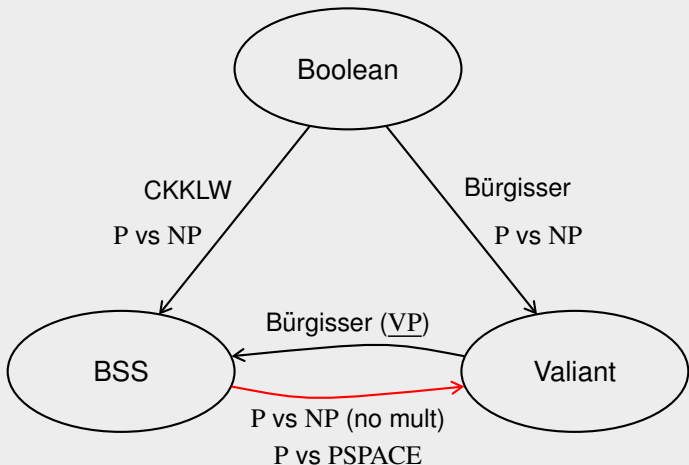 Boolean
CKKLW
P vs NP
Bürgisser
P vs NP
Bürgisser (VP)
BSS
Valiant
P vs NP (no mult)
P vs PSPACE